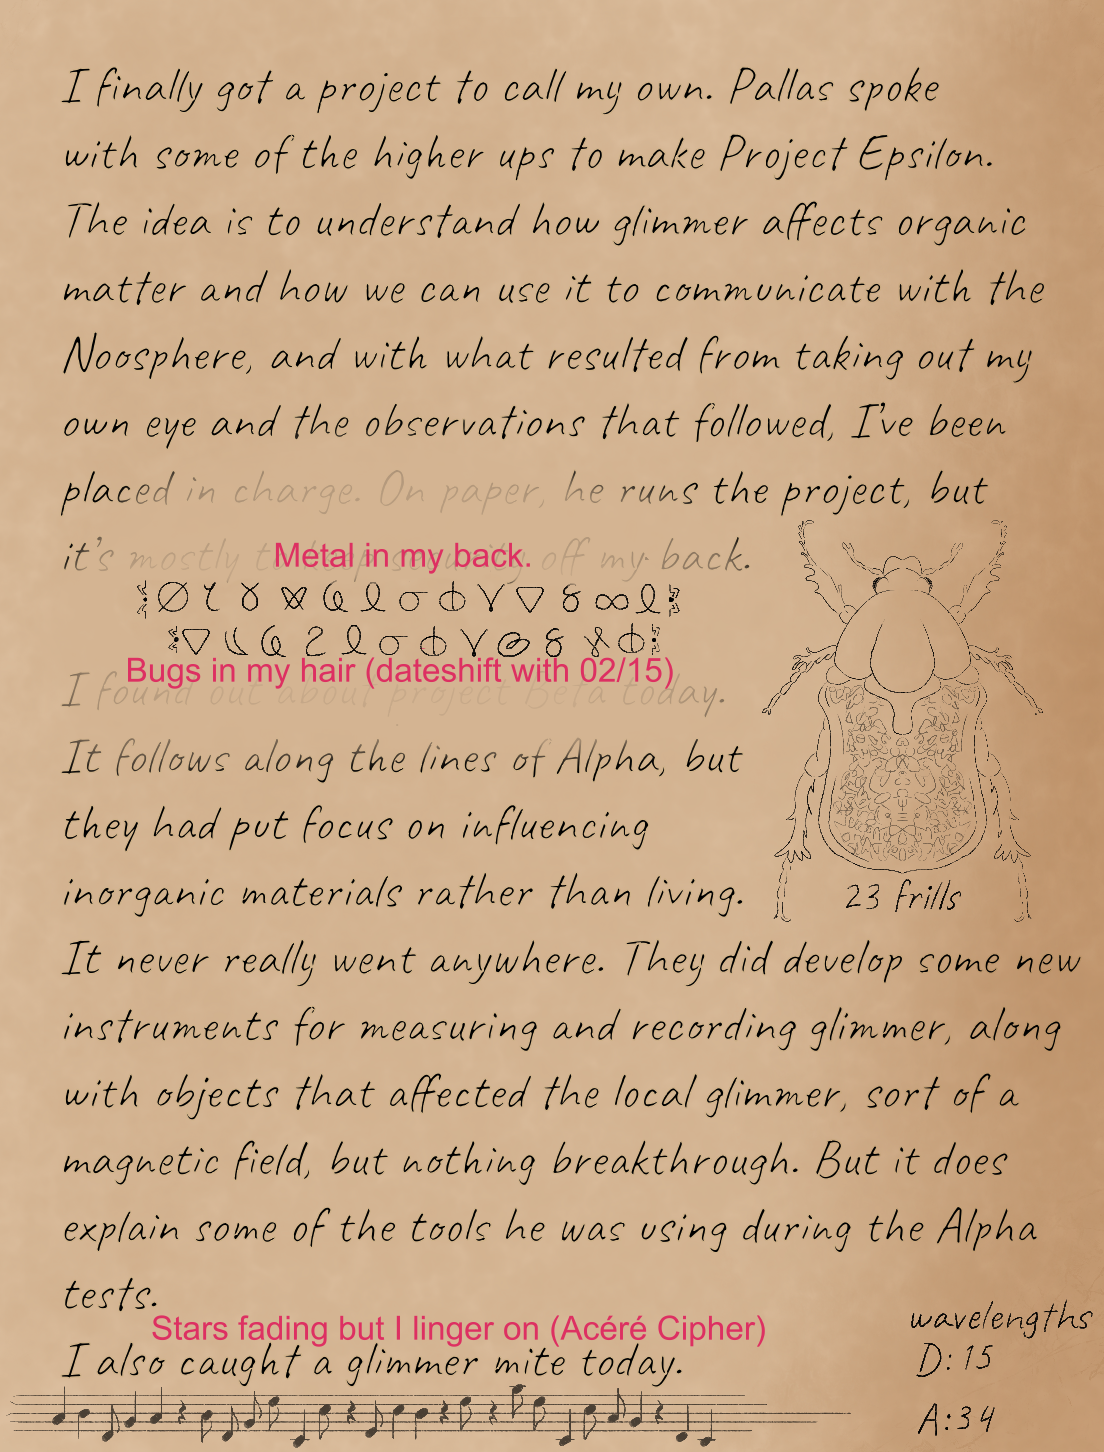 I finally got a project to call my own. Pallas spoke
with some of the higher ups to make Project Epsilon.
The idea is to understand how glimmer affects organic
matter and how we can use it to communicate with the
Noosphere, and with what resulted from taking out my
own eye and the observations that followed, I've been
placed in charge. On paper, he runs the project, but
it's mostly to keep security off my back.
Metal in my back.
Bugs in my hair (dateshift with 02/15)
I found out about project Beta today.
It follows along the lines of Alpha, but
they had put focus on influencing
inorganic materials rather than living.
23 frills
It never really went anywhere. They did develop some new
instruments for measuring and recording glimmer, along
with objects that affected the local glimmer, sort of a
magnetic field, but nothing breakthrough. But it does
explain some of the tools he was using during the Alpha
tests.
Stars fading but I linger on (Acéré Cipher)
I also caught a glimmer mite today.
wavelengths
D: 15
A: 34